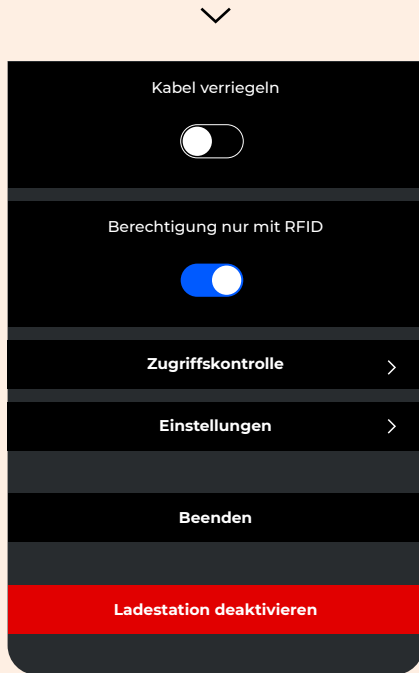 Kabel verriegeln
Berechtigung nur mit RFID
Zugriffskontrolle
Einstellungen
Beenden
Ladestation deaktivieren